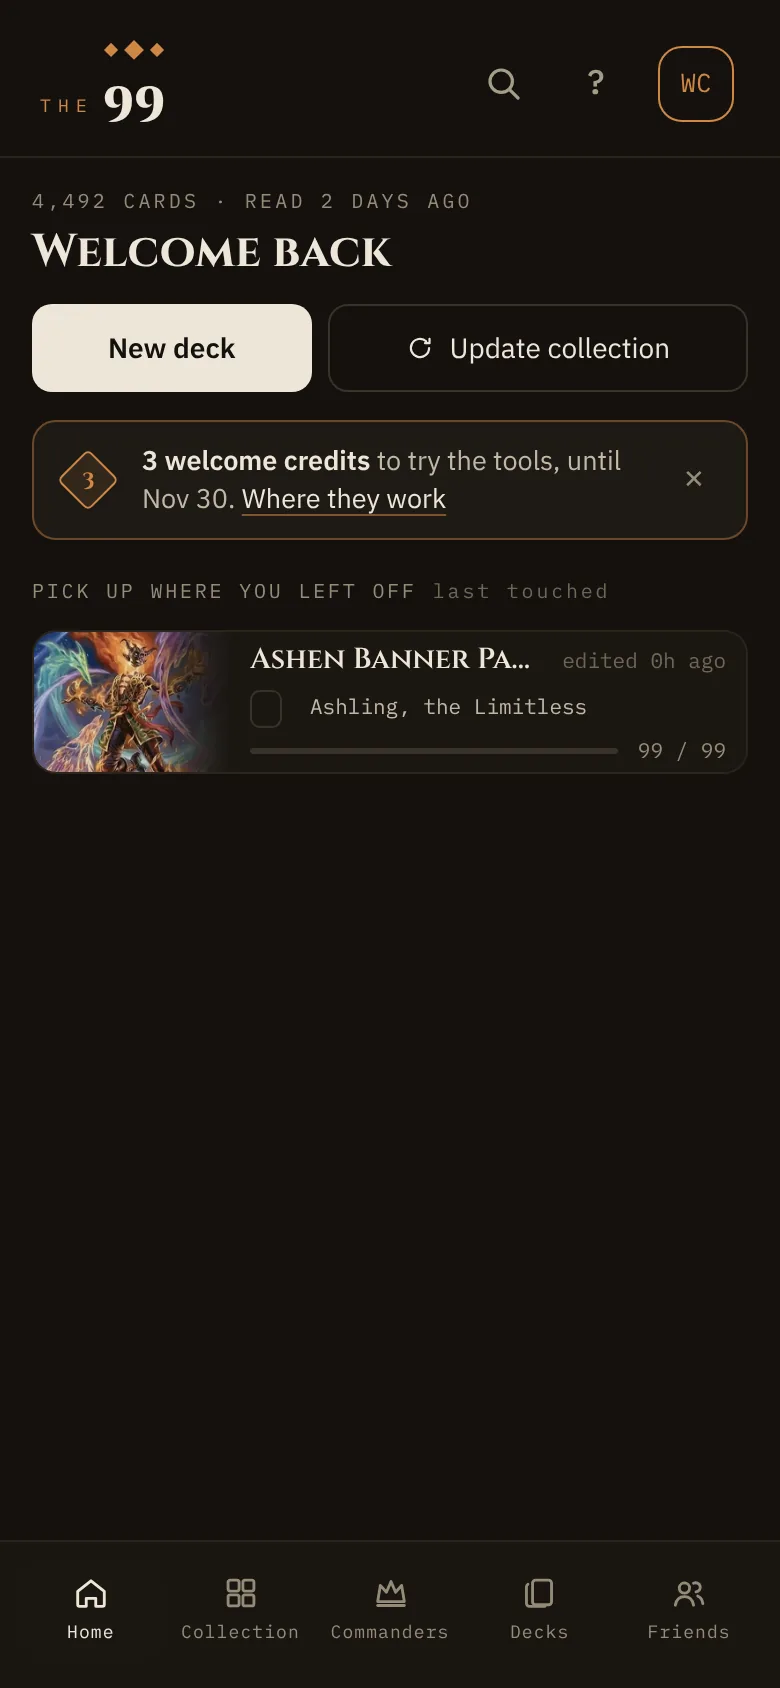 THE 99
?
WC
4,492 CARDS · READ 2 DAYS AGO
WELCOME BACK
New deck
Update collection
3
3 welcome credits to try the tools, until
Nov 30. Where they work
×
PICK UP WHERE YOU LEFT OFF last touched
ASHEN BANNER PA... edited 0h ago
Ashling, the Limitless
99 / 99
Home
Collection
Commanders
Decks
Friends